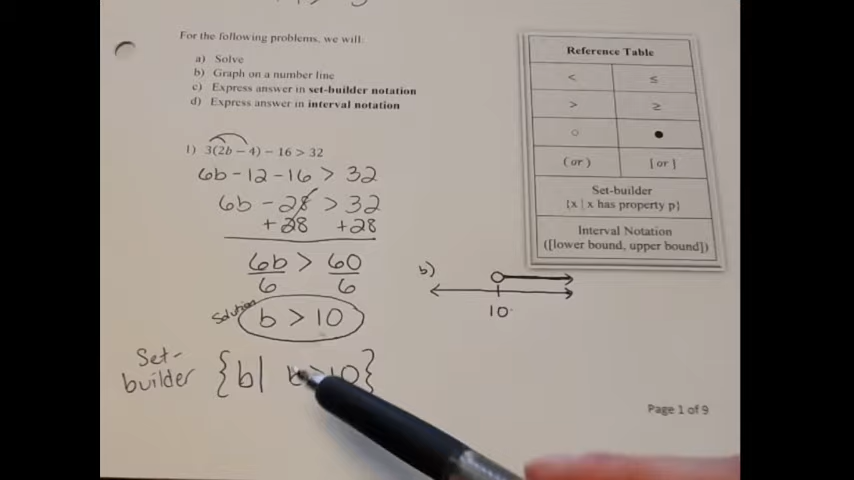 For the following problems, we will:
a) Solve
b) Graph on a number line
c) Express answer in set-builder notation
d) Express answer in interval notation
1) 3(2b − 4) − 16 > 32
6b - 12 - 16 > 32
6b - 28 > 32
+28 +28
6b > 60
6 6
Solution b > 10
Set-builder {b| b > 10}
b)
10
Reference Table
< ≤
> ≥
○ ●
( or ) [ or ]
Set-builder
{x | x has property p}
Interval Notation
([lower bound, upper bound])
Page 1 of 9